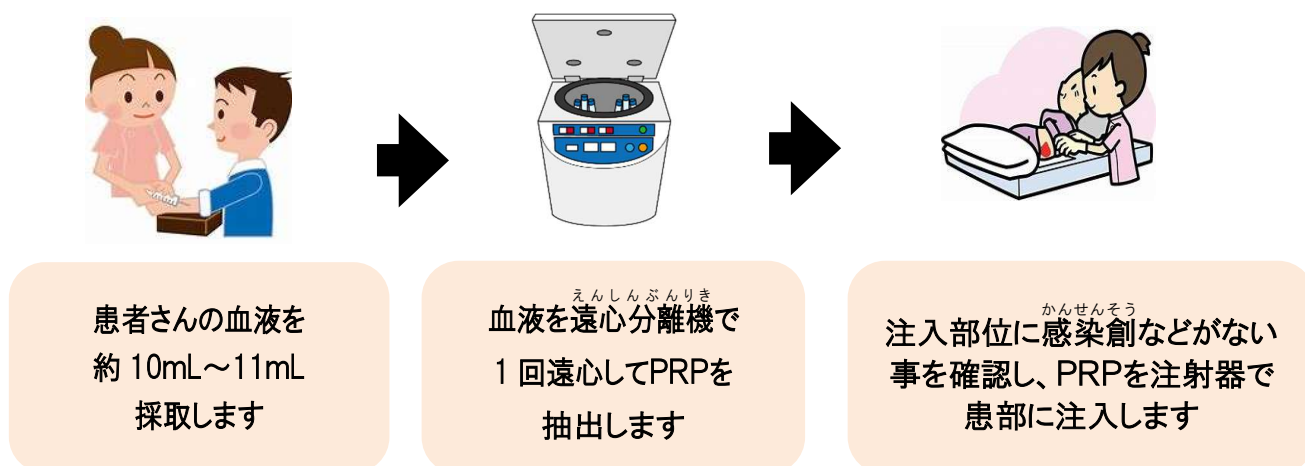 患者さんの血液を
約 10mL～11mL
採取します
えんしんぶんりき
血液を遠心分離機で
1 回遠心してPRPを
抽出します
かんせんそう
注入部位に感染創などがない
事を確認し、PRPを注射器で
患部に注入します